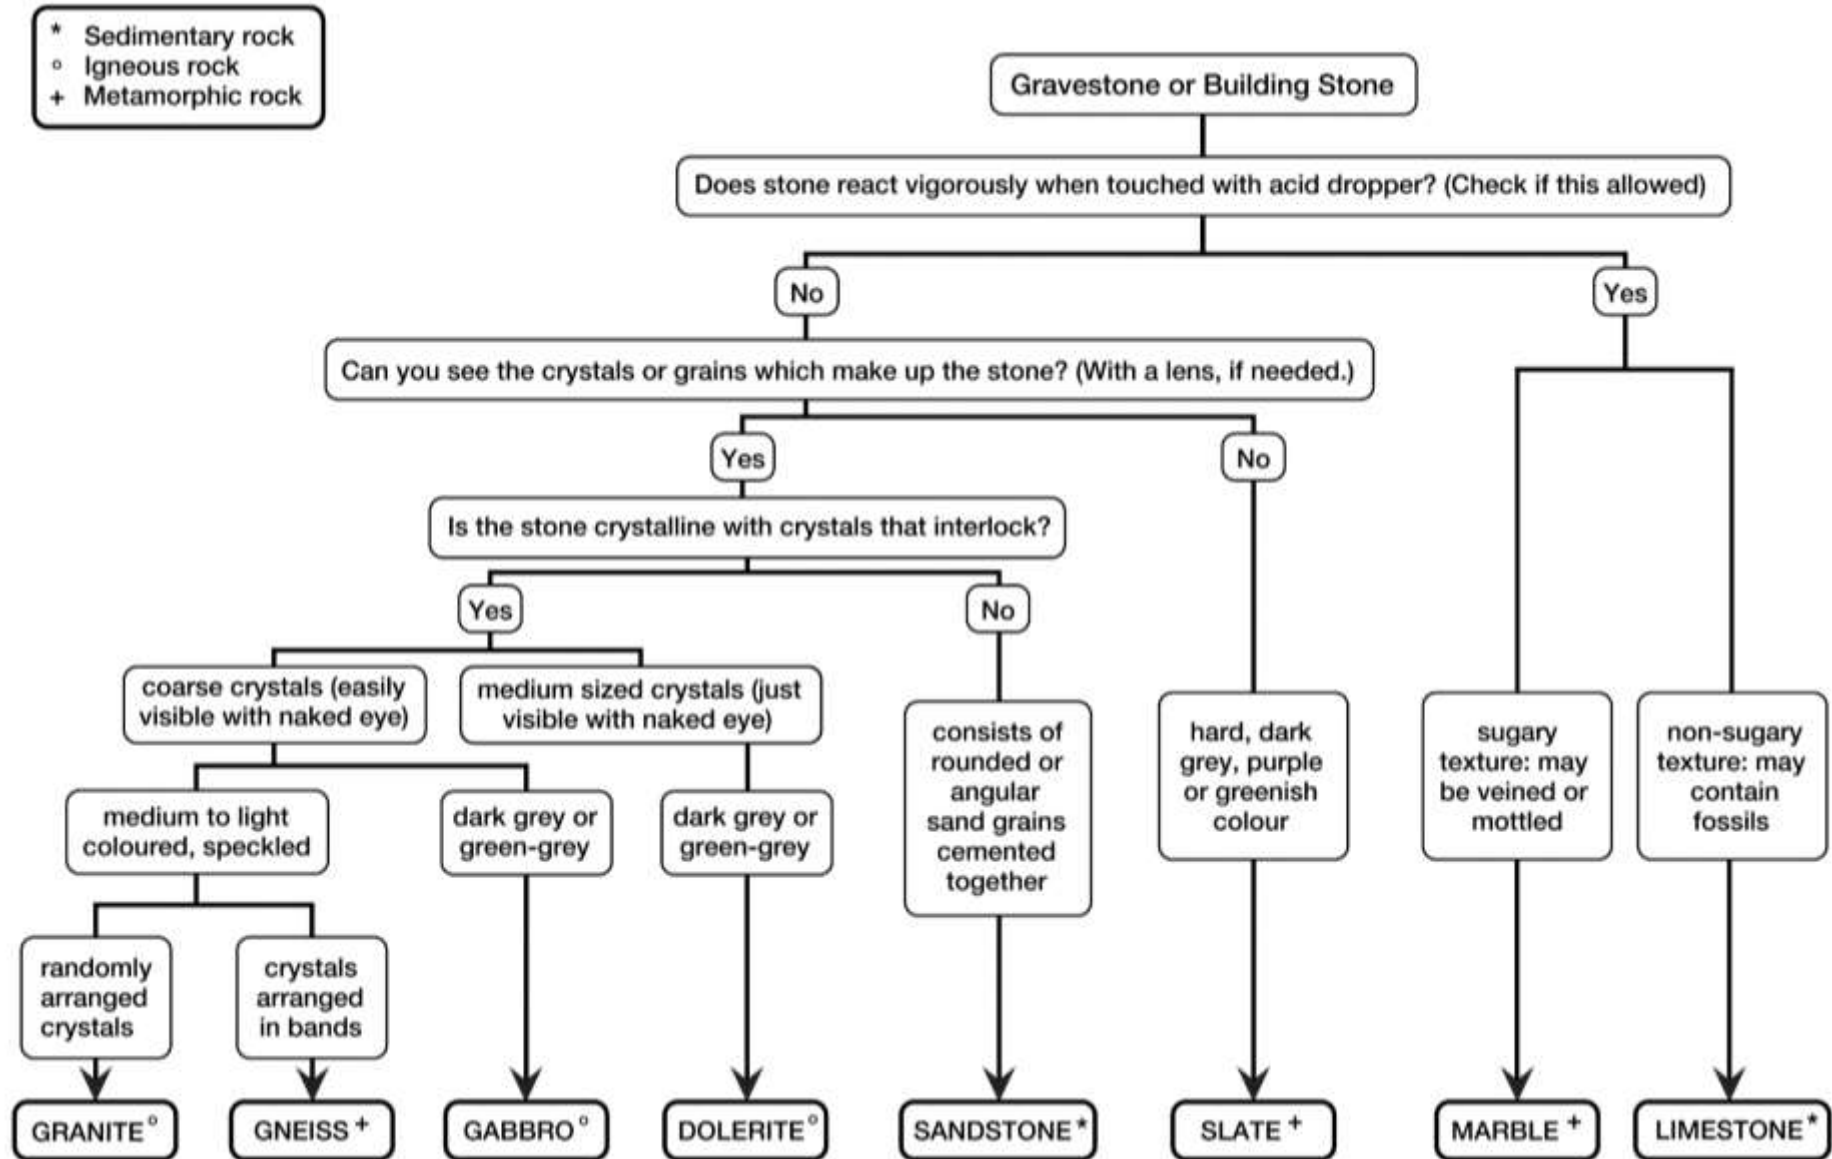 * Sedimentary rock
° Igneous rock
+ Metamorphic rock
Gravestone or Building Stone
Does stone react vigorously when touched with acid dropper? (Check if this allowed)
No
Yes
Can you see the crystals or grains which make up the stone? (With a lens, if needed.)
Yes
No
Is the stone crystalline with crystals that interlock?
Yes
No
coarse crystals (easily
visible with naked eye)
medium sized crystals (just
visible with naked eye)
consists of
rounded or
angular
sand grains
cemented
together
hard, dark
grey, purple
or greenish
colour
sugary
texture: may
be veined or
mottled
non-sugary
texture: may
contain
fossils
medium to light
coloured, speckled
dark grey or
green-grey
dark grey or
green-grey
randomly
arranged
crystals
crystals
arranged
in bands
GRANITE°
GNEISS +
GABBRO°
DOLERITE°
SANDSTONE*
SLATE +
MARBLE +
LIMESTONE*